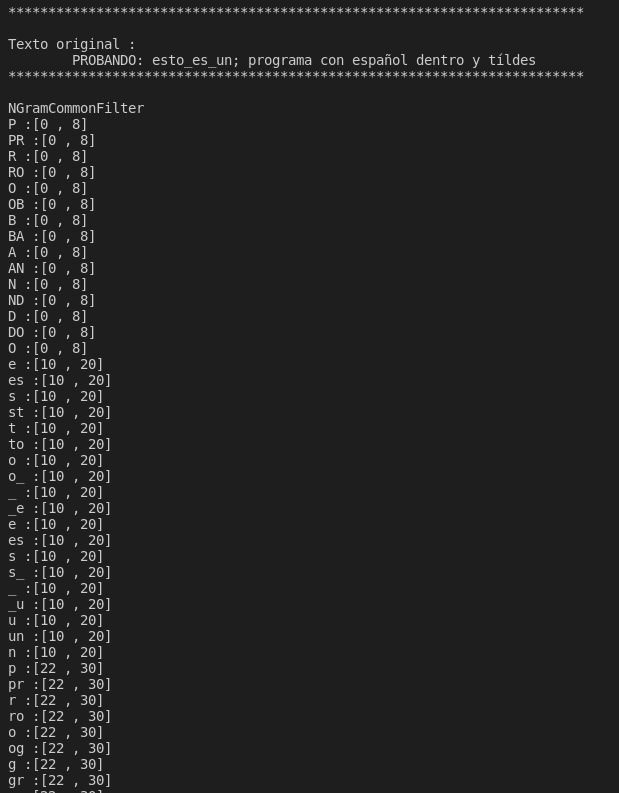 ************************************************************************
Texto original :
PROBANDO: esto_es_un; programa con español dentro y tíldes
************************************************************************
NGramCommonFilter
P :[0 , 8]
PR :[0 , 8]
R :[0 , 8]
RO :[0 , 8]
O :[0 , 8]
OB :[0 , 8]
B :[0 , 8]
BA :[0 , 8]
A :[0 , 8]
AN :[0 , 8]
N :[0 , 8]
ND :[0 , 8]
D :[0 , 8]
DO :[0 , 8]
O :[0 , 8]
e :[10 , 20]
es :[10 , 20]
s :[10 , 20]
st :[10 , 20]
t :[10 , 20]
to :[10 , 20]
o :[10 , 20]
o_ :[10 , 20]
_ :[10 , 20]
_e :[10 , 20]
e :[10 , 20]
es :[10 , 20]
s :[10 , 20]
s_ :[10 , 20]
_ :[10 , 20]
_u :[10 , 20]
u :[10 , 20]
un :[10 , 20]
n :[10 , 20]
p :[22 , 30]
pr :[22 , 30]
r :[22 , 30]
ro :[22 , 30]
o :[22 , 30]
og :[22 , 30]
g :[22 , 30]
gr :[22 , 30]